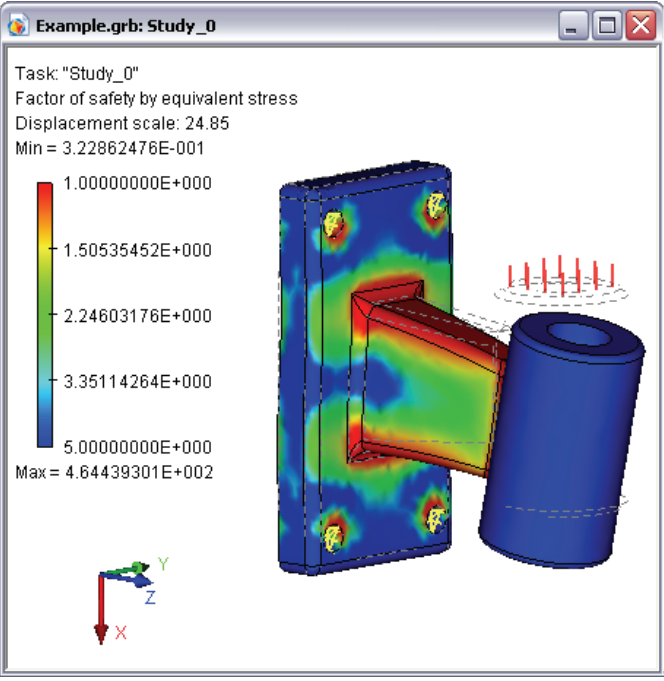 Example.grb: Study_0
Task: "Study_0"
Factor of safety by equivalent stress
Displacement scale: 24.85
Min = 3.22862476E-001
1.00000000E+000
1.50535452E+000
2.24603176E+000
3.35114264E+000
5.00000000E+000
Max = 4.64439301E+002
Y
Z
X